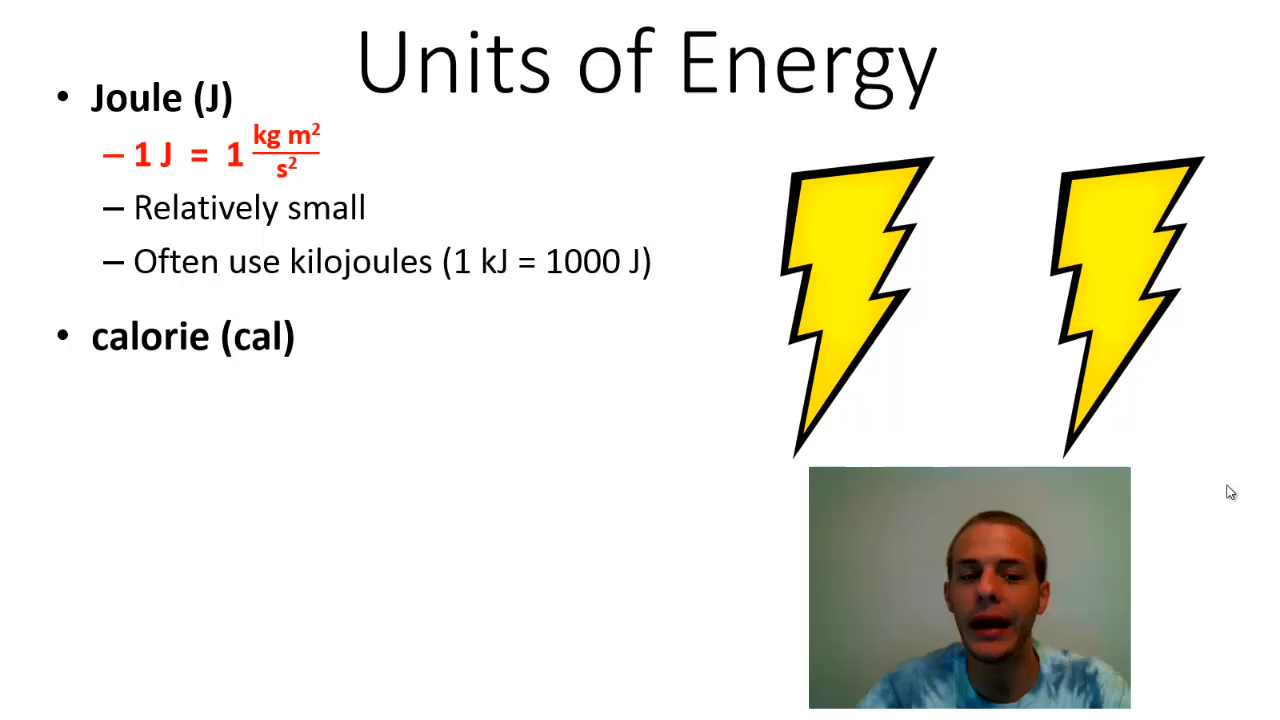 Units of Energy
• Joule (J)
– 1 J = 1 kg m²/s²
– Relatively small
– Often use kilojoules (1 kJ = 1000 J)
• calorie (cal)